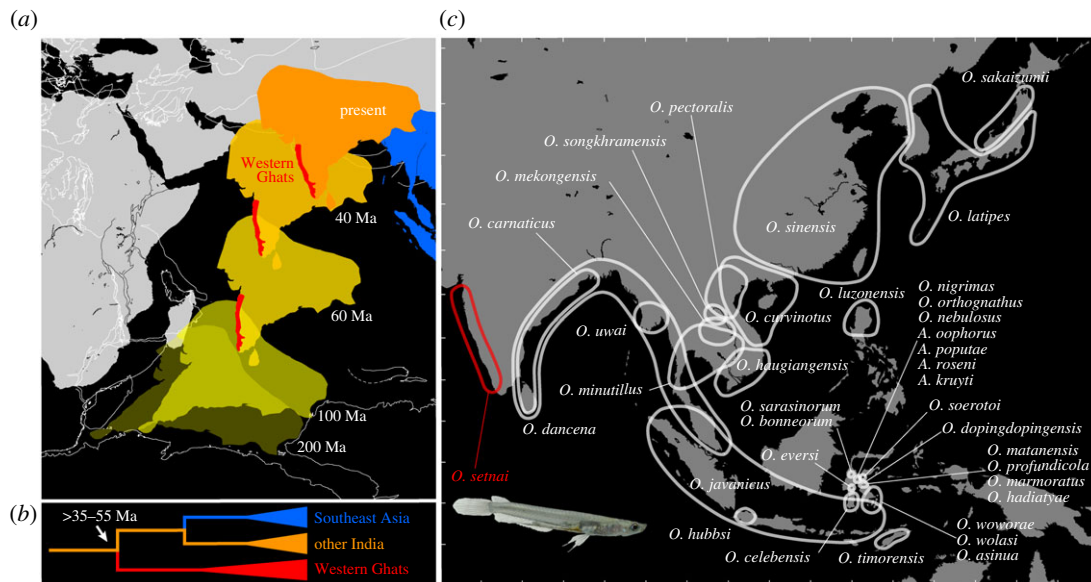 (a)
present
Western
Ghats
40 Ma
60 Ma
100 Ma
200 Ma
(b)
>35–55 Ma
Southeast Asia
other India
Western Ghats
(c)
O. sakaizumii
O. pectoralis
O. songkhramensis
O. mekongensis
O. carnaticus
O. latipes
O. sinensis
O. nigrimas
O. orthognathus
O. nebulosus
A. oophorus
A. poputae
A. roseni
A. kruyti
O. luzonensis
O. curvinotus
O. uwai
O. haugiangensis
O. minutillus
O. dancena
O. sarasinorum
O. bonneorum
O. soerotoi
O. dopingdopingensis
O. eversi
O. matanensis
O. profundicola
O. marmoratus
O. hadiatyae
O. setnai
O. javanicus
O. hubbsi
O. celebensis
O. timorensis
O. woworae
O. wolasi
O. asinua